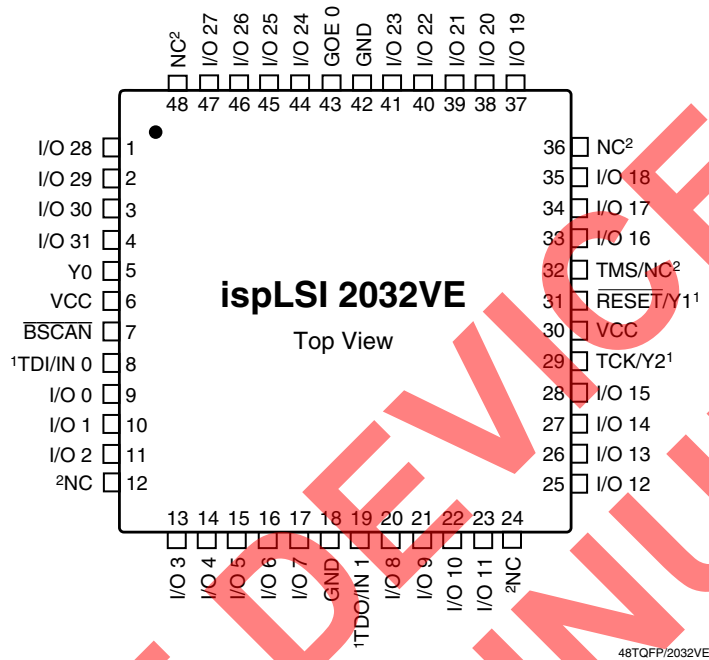 NC²
I/O 27
I/O 26
I/O 25
I/O 24
GOE 0
GND
I/O 23
I/O 22
I/O 21
I/O 20
I/O 19
48 47 46 45 44 43 42 41 40 39 38 37
I/O 28 1
I/O 29 2
I/O 30 3
I/O 31 4
Y0 5
VCC 6
BSCAN 7
¹TDI/IN 0 8
I/O 0 9
I/O 1 10
I/O 2 11
²NC 12
ispLSI 2032VE
Top View
36 NC²
35 I/O 18
34 I/O 17
33 I/O 16
32 TMS/NC²
31 RESET/Y1¹
30 VCC
29 TCK/Y2¹
28 I/O 15
27 I/O 14
26 I/O 13
25 I/O 12
13 14 15 16 17 18 19 20 21 22 23 24
I/O 3
I/O 4
I/O 5
I/O 6
I/O 7
GND
¹TDO/IN 1
I/O 8
I/O 9
I/O 10
I/O 11
²NC
48TQFP/2032VE
DEVICE